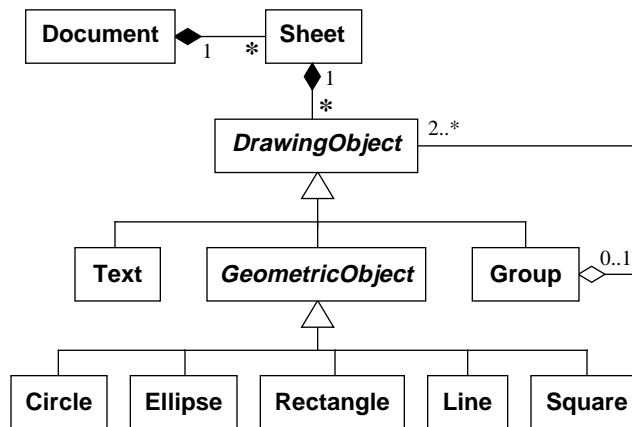 Document 1 * Sheet
1
*
DrawingObject 2..*
Text GeometricObject Group 0..1
Circle Ellipse Rectangle Line Square